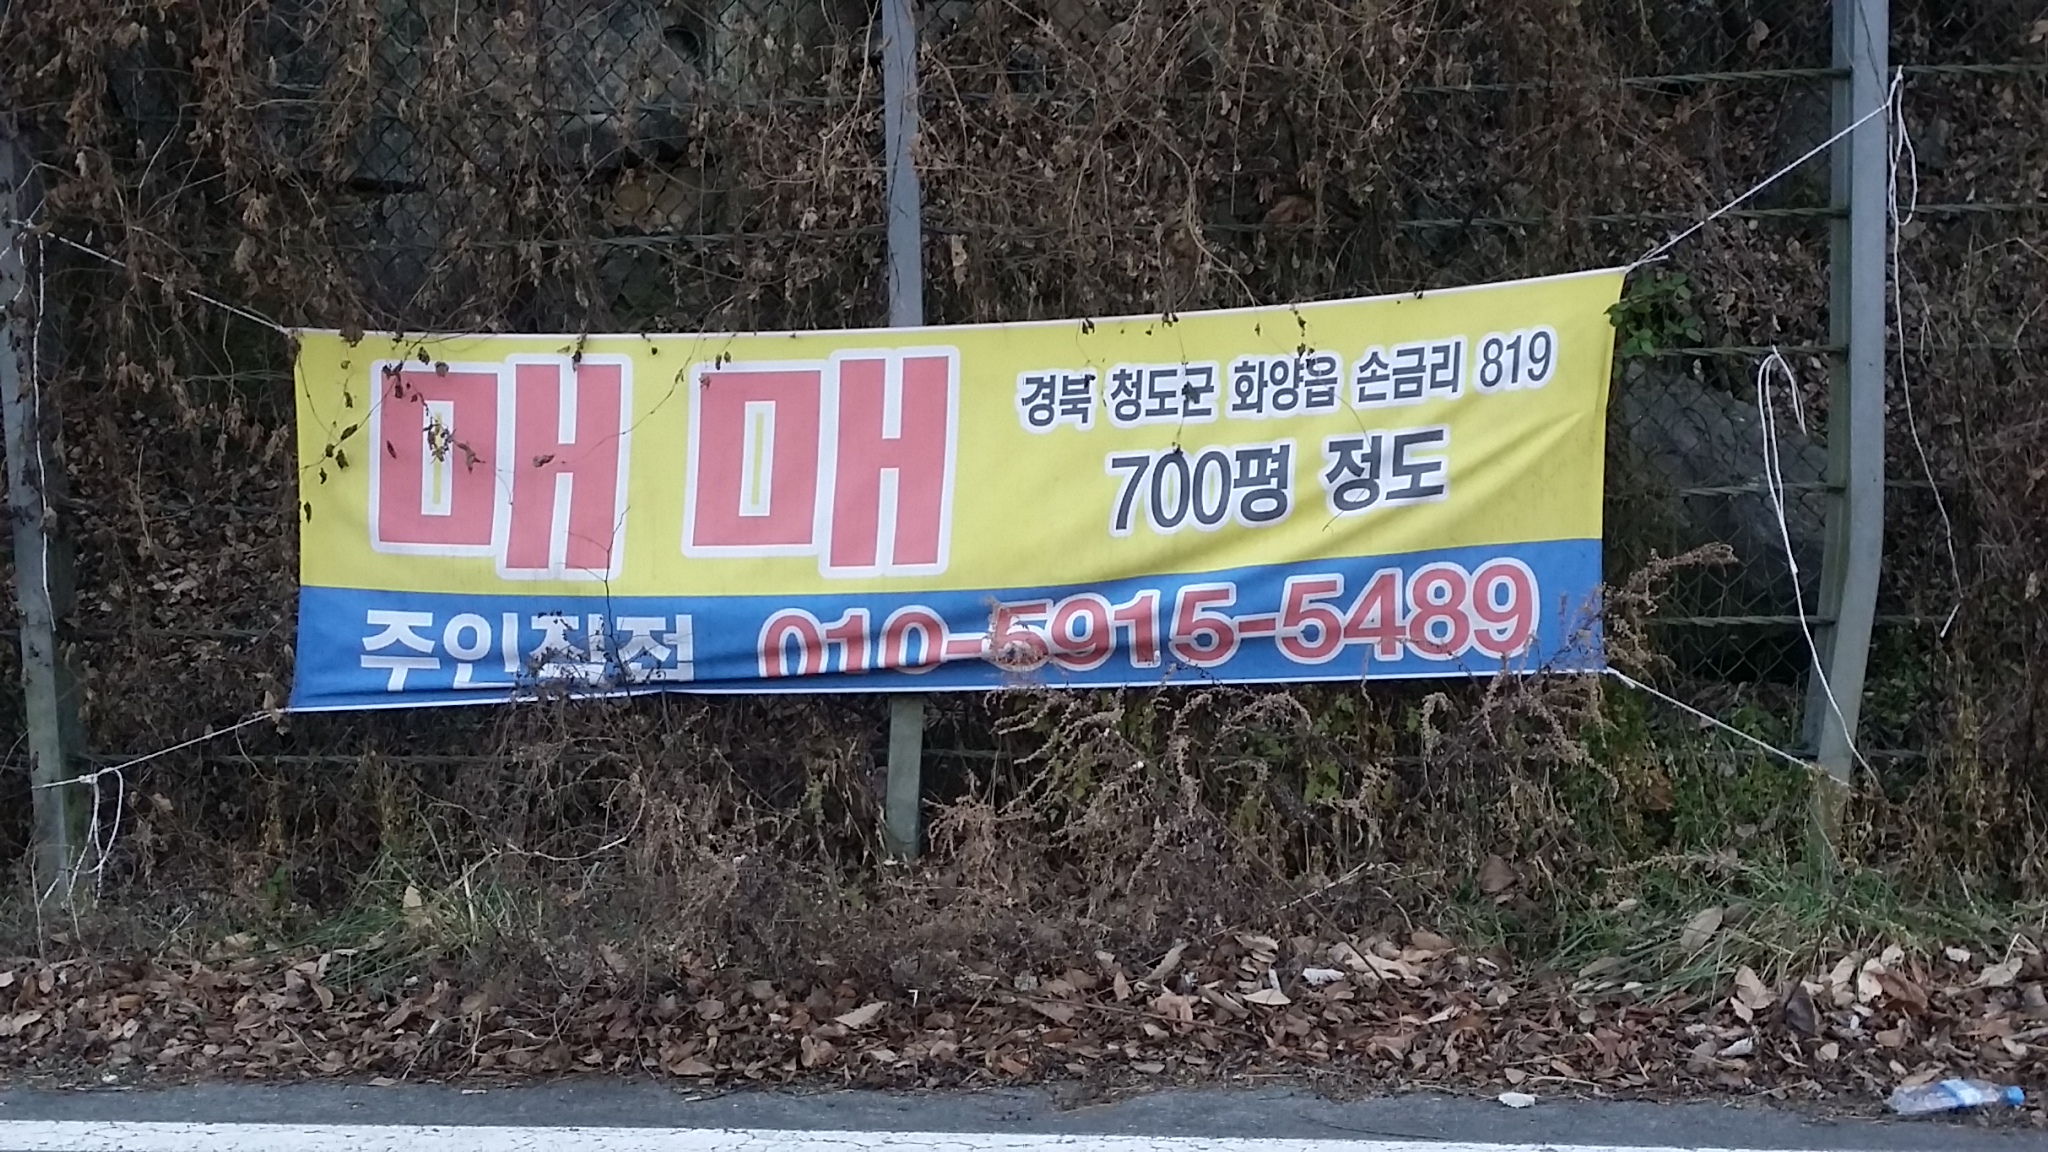 매매
경북 청도군 화양읍 손금리 819
700평 정도
주인직접 010-5915-5489